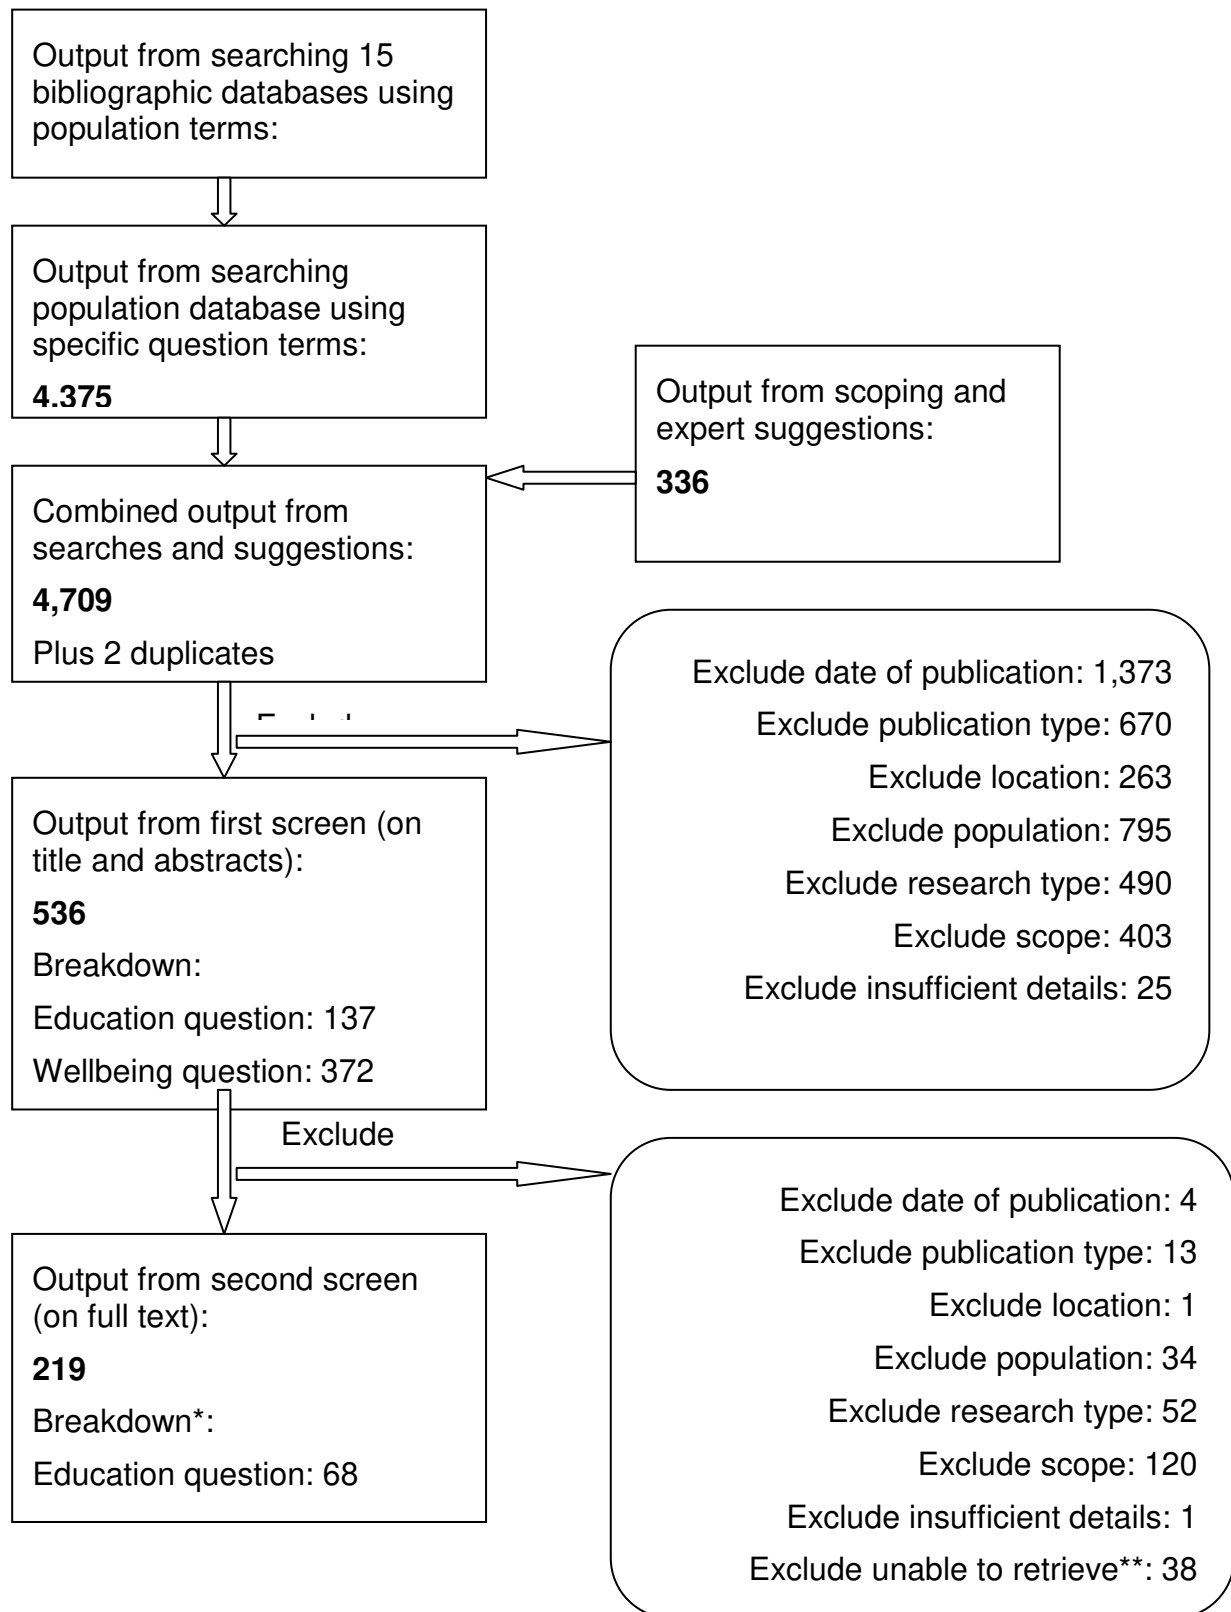 Output from searching 15
bibliographic databases using
population terms:
Output from searching
population database using
specific question terms:
4,375
Output from scoping and
expert suggestions:
336
Combined output from
searches and suggestions:
4,709
Plus 2 duplicates
Exclude date of publication: 1,373
Exclude publication type: 670
Exclude location: 263
Exclude population: 795
Exclude research type: 490
Exclude scope: 403
Exclude insufficient details: 25
Output from first screen (on
title and abstracts):
536
Breakdown:
Education question: 137
Wellbeing question: 372
Exclude
Exclude date of publication: 4
Exclude publication type: 13
Exclude location: 1
Exclude population: 34
Exclude research type: 52
Exclude scope: 120
Exclude insufficient details: 1
Exclude unable to retrieve**: 38
Output from second screen
(on full text):
219
Breakdown*:
Education question: 68